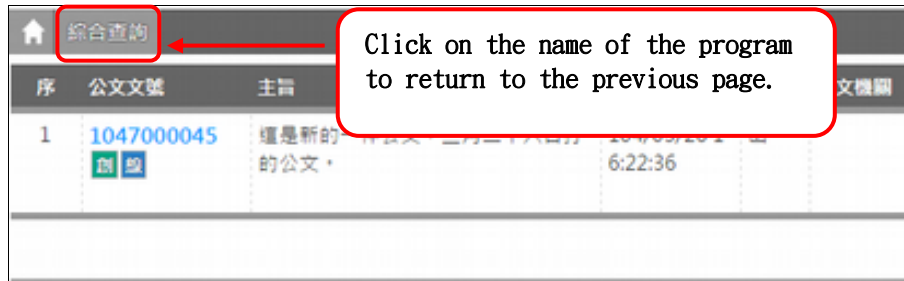 綜合查詢
Click on the name of the program
to return to the previous page.
序 公文文號 主旨 文機關
1 1047000045 這是新的一
的公文，
6:22:36
創 線